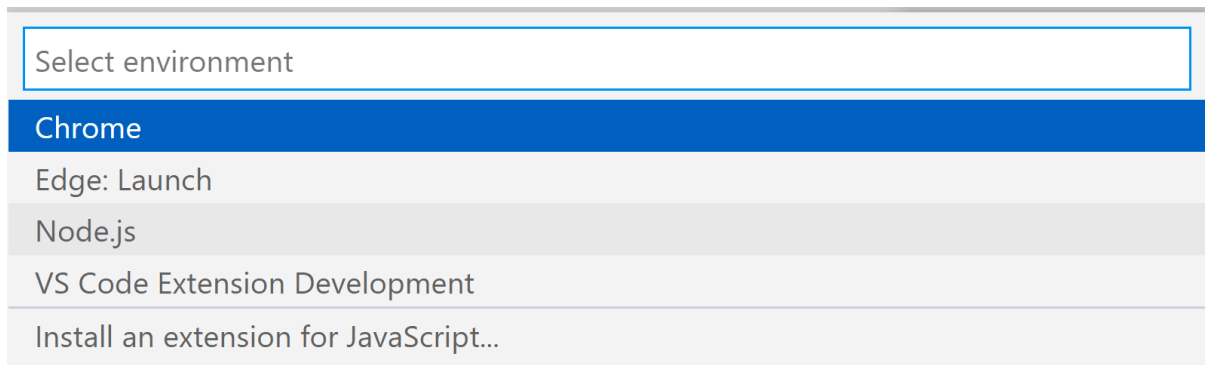 Select environment
Chrome
Edge: Launch
Node.js
VS Code Extension Development
Install an extension for JavaScript...